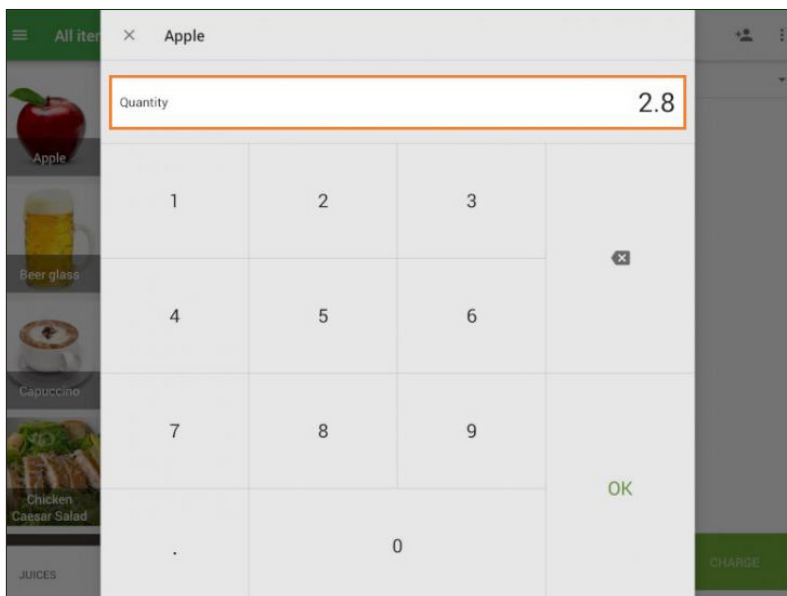 All iter
Apple
Quantity
2.8
Apple
1
2
3
Beer glass
4
5
6
Capuccino
7
8
9
OK
Chicken
Caesar Salad
.
0
JUICES
CHARGE